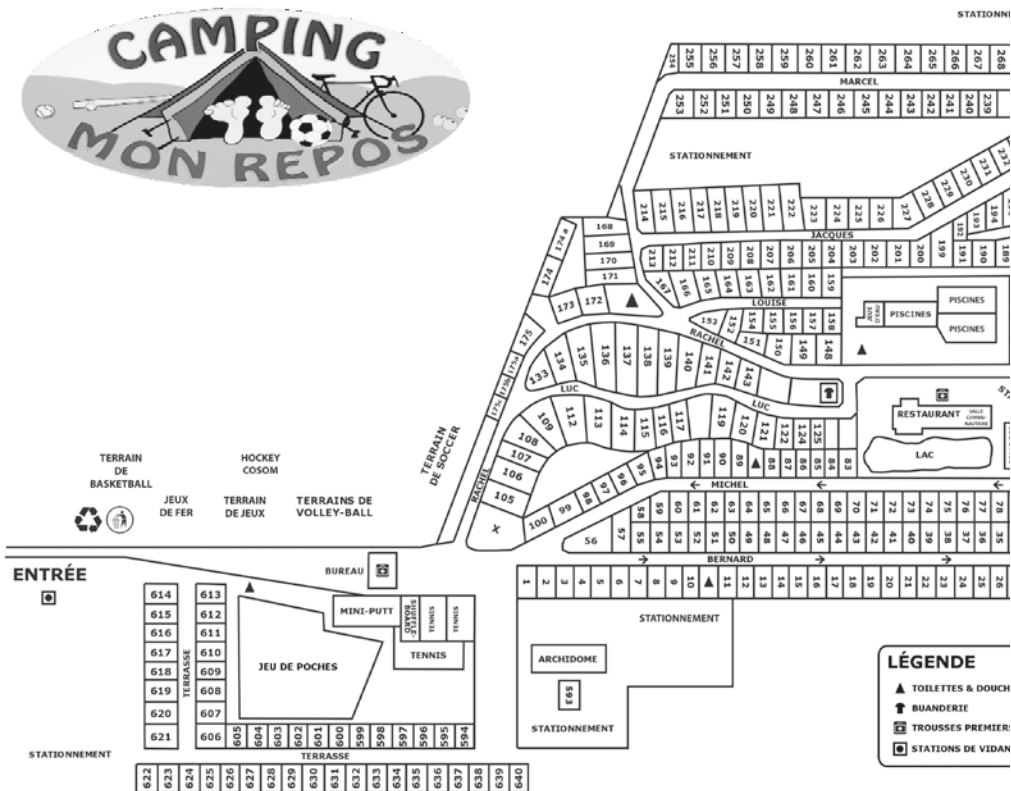 CAMPING
MON REPOS
STATIONNE
254 255 256 257 258 259 260 261 262 263 264 265 266 267 268
MARCEL
253 252 251 250 249 248 247 246 245 244 243 242 241 240 239
STATIONNEMENT
214 215 216 217 218 219 220 221 222 223 224 225 226 227 228 229 230 231 232
192 193 194
JACQUES
213 212 211 210 209 208 207 206 205 204 203 202 201 200 199 191 190 189
174 a 174
168
169
170
171
173 172
167 166 165 164 163 162 161 160 159
LOUISE
153 152 154 155 156 157 158
151 150 149 148
RACHEL
JEUX D'EAU
PISCINES
PISCINES
PISCINES
175 175a 175b 175c
133 134 135 136 137 138 139 140 141 142 143
LUC
LUC
109 112 113 114 115 116 117 119 120 121 122 124 125
108
107
106
105
X
RACHEL
RESTAURANT
SALLE COMMU-NAUTAIRE
LAC
STA
100 99 98 97 96 95 94 93 92 91 90 89 88 87 86 85 84 83
MICHEL
58 59 60 61 62 63 64 65 66 67 68 69 70 71 72 73 74 75 76 77 78
56 57 55 54 53 52 51 50 49 48 47 46 45 44 43 42 41 40 39 38 37 36 35
BERNARD
1 2 3 4 5 6 7 8 9 10 11 12 13 14 15 16 17 18 19 20 21 22 23 24 25 26
TERRAIN
DE SOCCER
TERRAIN
DE
BASKETBALL
HOCKEY
COSOM
JEUX
DE FER
TERRAIN
DE JEUX
TERRAINS DE
VOLLEY-BALL
ENTRÉE
BUREAU
MINI-PUTT
SHUFFLE-
BOARD
TENNIS
TENNIS
TENNIS
JEU DE POCHES
614 613
615 612
616 611
617 610
618 609
619 608
620 607
621 606
TERRASSE
605 604 603 602 601 600 599 598 597 596 595 594
TERRASSE
STATIONNEMENT
622 623 624 625 626 627 628 629 630 631 632 633 634 635 636 637 638 639 640
STATIONNEMENT
ARCHIDOME
593
STATIONNEMENT
LÉGENDE
TOILETTES & DOUCH
BUANDERIE
TROUSSES PREMIERS
STATIONS DE VIDAN